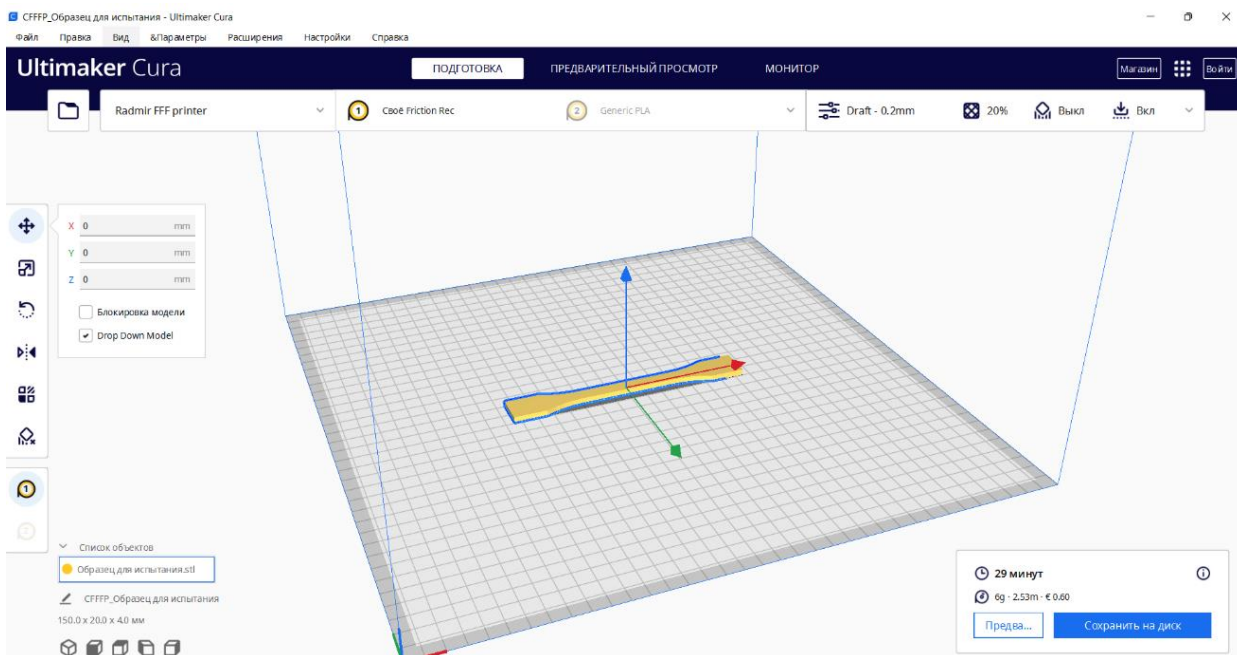 CFFFP_Образец для испытания - Ultimaker Cura
Файл Правка Вид &Параметры Расширения Настройки Справка
Ultimaker Cura ПОДГОТОВКА ПРЕДВАРИТЕЛЬНЫЙ ПРОСМОТР МОНИТОР Магазин Войти
Radmir FFF printer 1 Своё Friction Rec 2 Generic PLA Draft - 0.2mm 20% Выкл Вкл
X 0 mm
Y 0 mm
Z 0 mm
Блокировка модели
Drop Down Model
1
Список объектов
Образец для испытания.stl
CFFFP_Образец для испытания
150.0 x 20.0 x 4.0 мм
29 минут
6g · 2.53m · € 0.60
Предва... Сохранить на диск